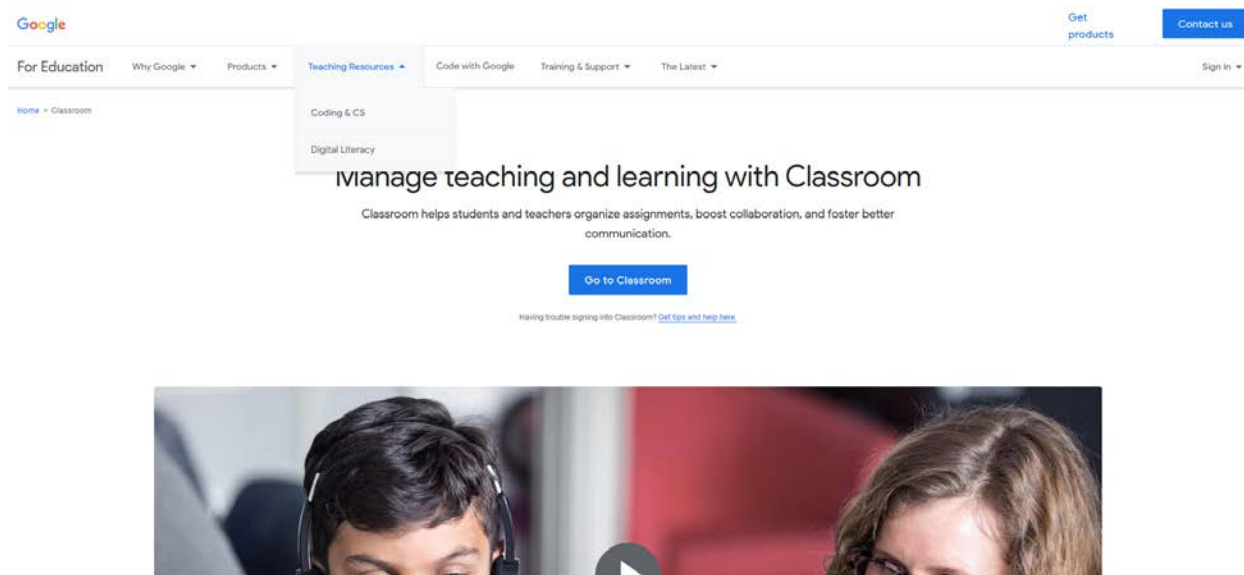 Google
Get
products
Contact us
For Education
Why Google
Products
Teaching Resources
Code with Google
Training & Support
The Latest
Sign in
Home > Classroom
Coding & CS
Digital Literacy
Manage teaching and learning with Classroom
Classroom helps students and teachers organize assignments, boost collaboration, and foster better
communication.
Go to Classroom
Having trouble signing into Classroom? Get tips and help here.